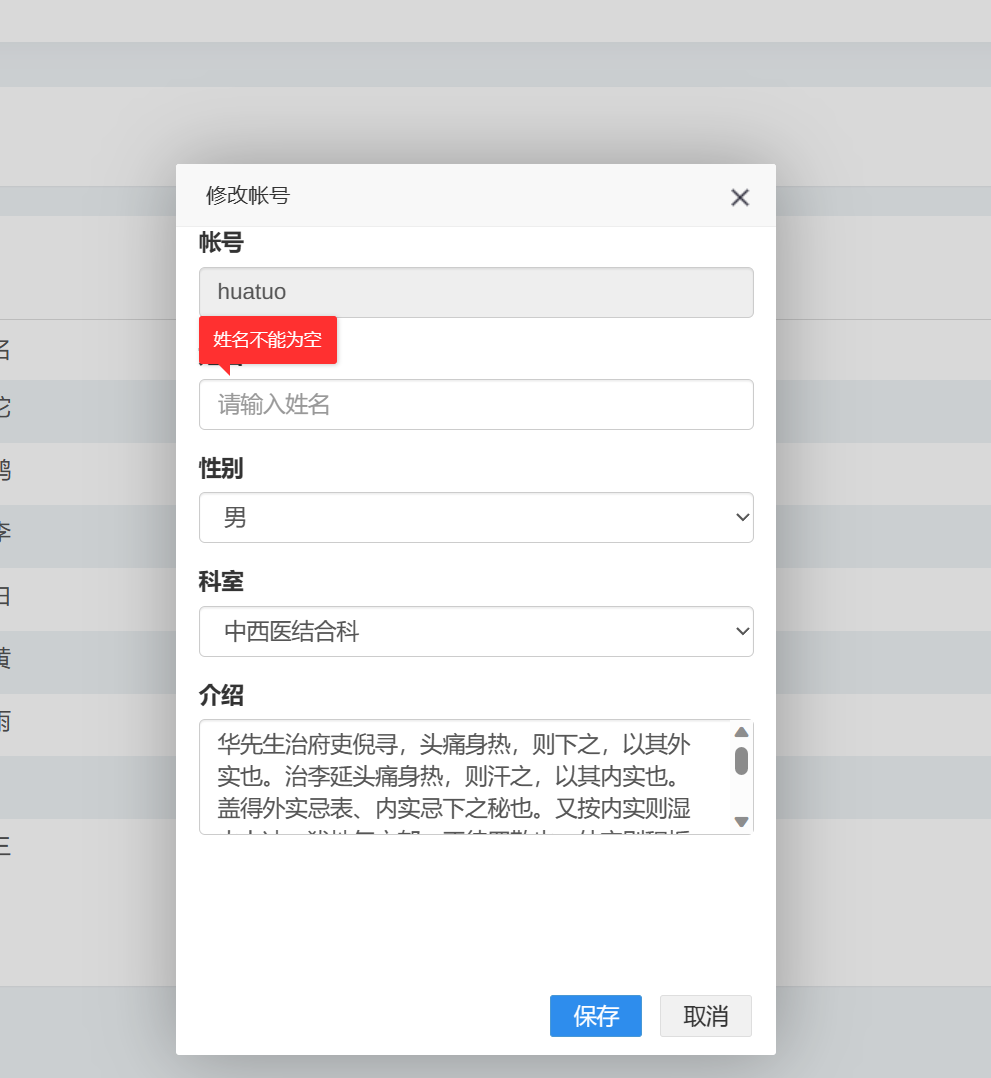 修改帐号
帐号
huatuo
姓名不能为空
请输入姓名
性别
男
科室
中西医结合科
介绍
华先生治府吏倪寻，头痛身热，则下之，以其外
实也。治李延头痛身热，则汗之，以其内实也。
盖得外实忌表、内实忌下之秘也。又按内实则湿
保存
取消
名
鹊
李
日
黄
雨
三